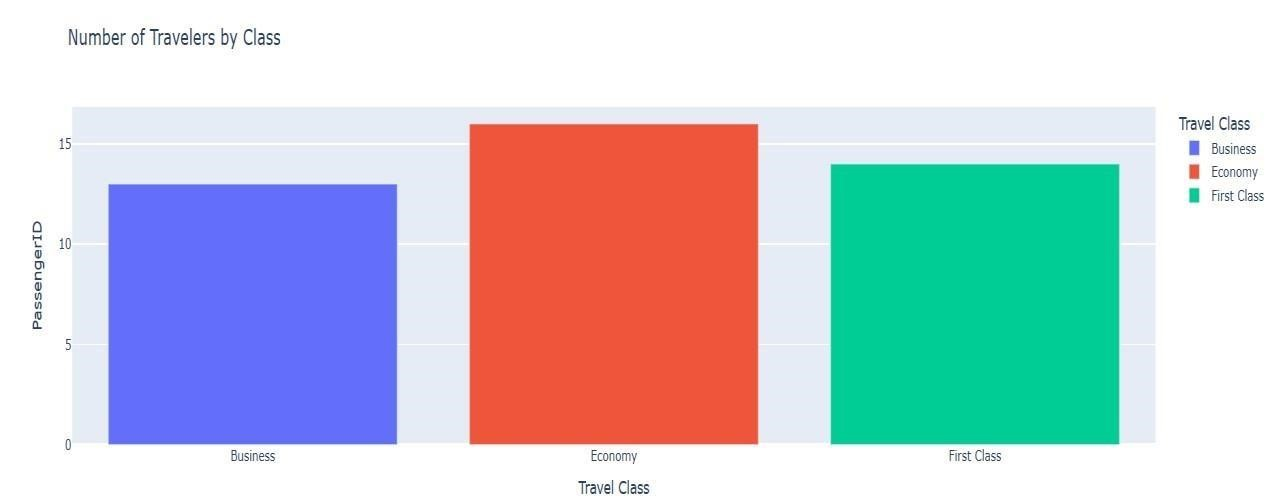 Number of Travelers by Class
PassengerID
15
10
5
0
Business
Economy
First Class
Travel Class
Travel Class
Business
Economy
First Class